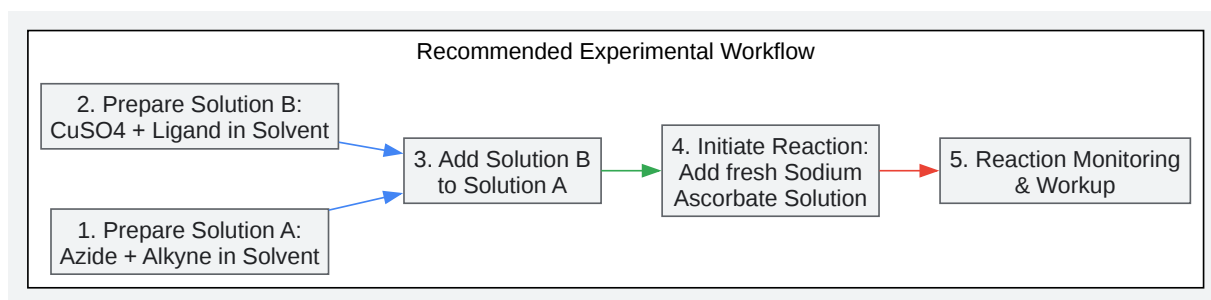 Recommended Experimental Workflow
2. Prepare Solution B:
CuSO4 + Ligand in Solvent
1. Prepare Solution A:
Azide + Alkyne in Solvent
3. Add Solution B
to Solution A
4. Initiate Reaction:
Add fresh Sodium
Ascorbate Solution
5. Reaction Monitoring
& Workup